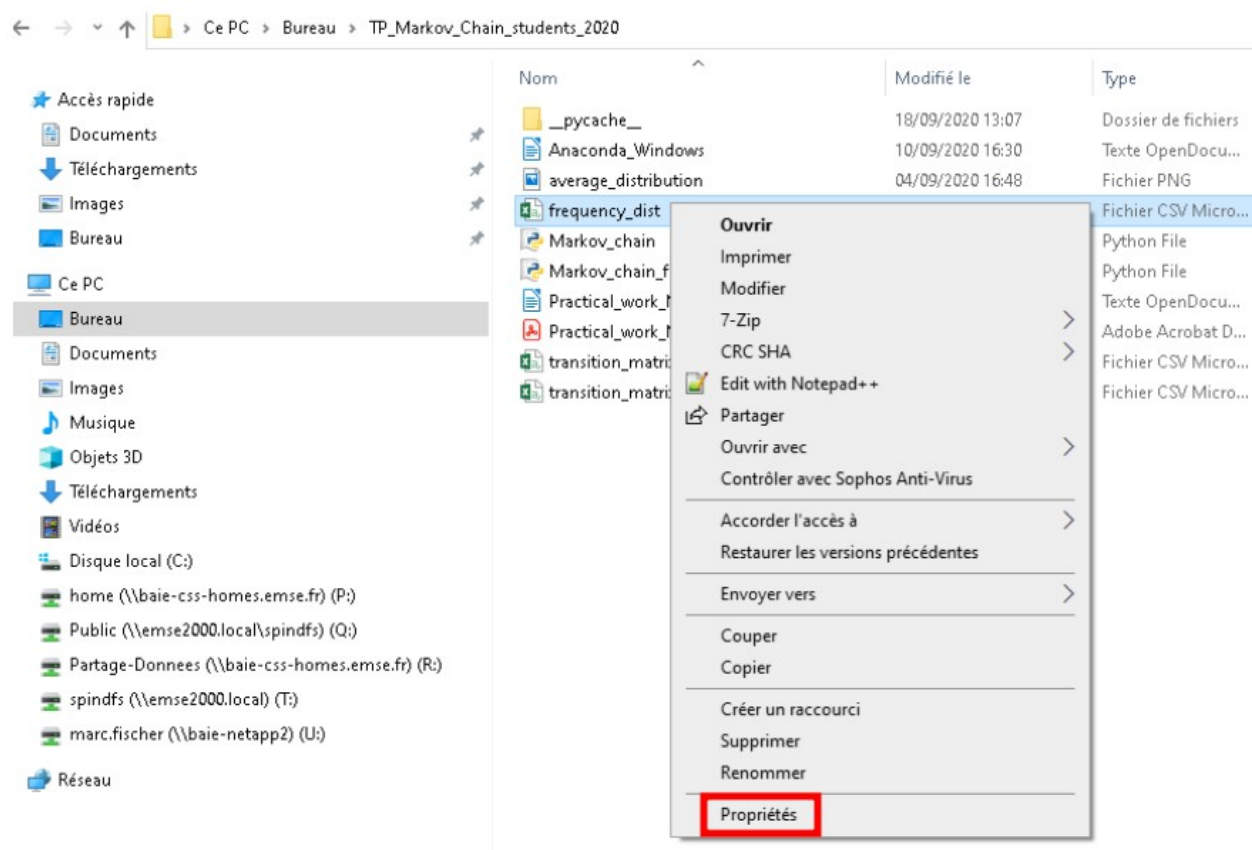 Ce PC > Bureau > TP_Markov_Chain_students_2020
Nom Modifié le Type
Accès rapide
Documents
Téléchargements
Images
Bureau
Ce PC
Bureau
Documents
Images
Musique
Objets 3D
Téléchargements
Vidéos
Disque local (C:)
home (\\baie-css-homes.emse.fr) (P:)
Public (\\emse2000.local\spindfs) (Q:)
Partage-Donnees (\\baie-css-homes.emse.fr) (R:)
spindfs (\\emse2000.local) (T:)
marc.fischer (\\baie-netapp2) (U:)
Réseau
__pycache__ 18/09/2020 13:07 Dossier de fichiers
Anaconda_Windows 10/09/2020 16:30 Texte OpenDocu...
average_distribution 04/09/2020 16:48 Fichier PNG
frequency_dist Fichier CSV Micro...
Markov_chain Python File
Markov_chain_f Python File
Practical_work_ Texte OpenDocu...
Practical_work_ Adobe Acrobat D...
transition_matri Fichier CSV Micro...
transition_matri Fichier CSV Micro...
Ouvrir
Imprimer
Modifier
7-Zip
CRC SHA
Edit with Notepad++
Partager
Ouvrir avec
Contrôler avec Sophos Anti-Virus
Accorder l'accès à
Restaurer les versions précédentes
Envoyer vers
Couper
Copier
Créer un raccourci
Supprimer
Renommer
Propriétés